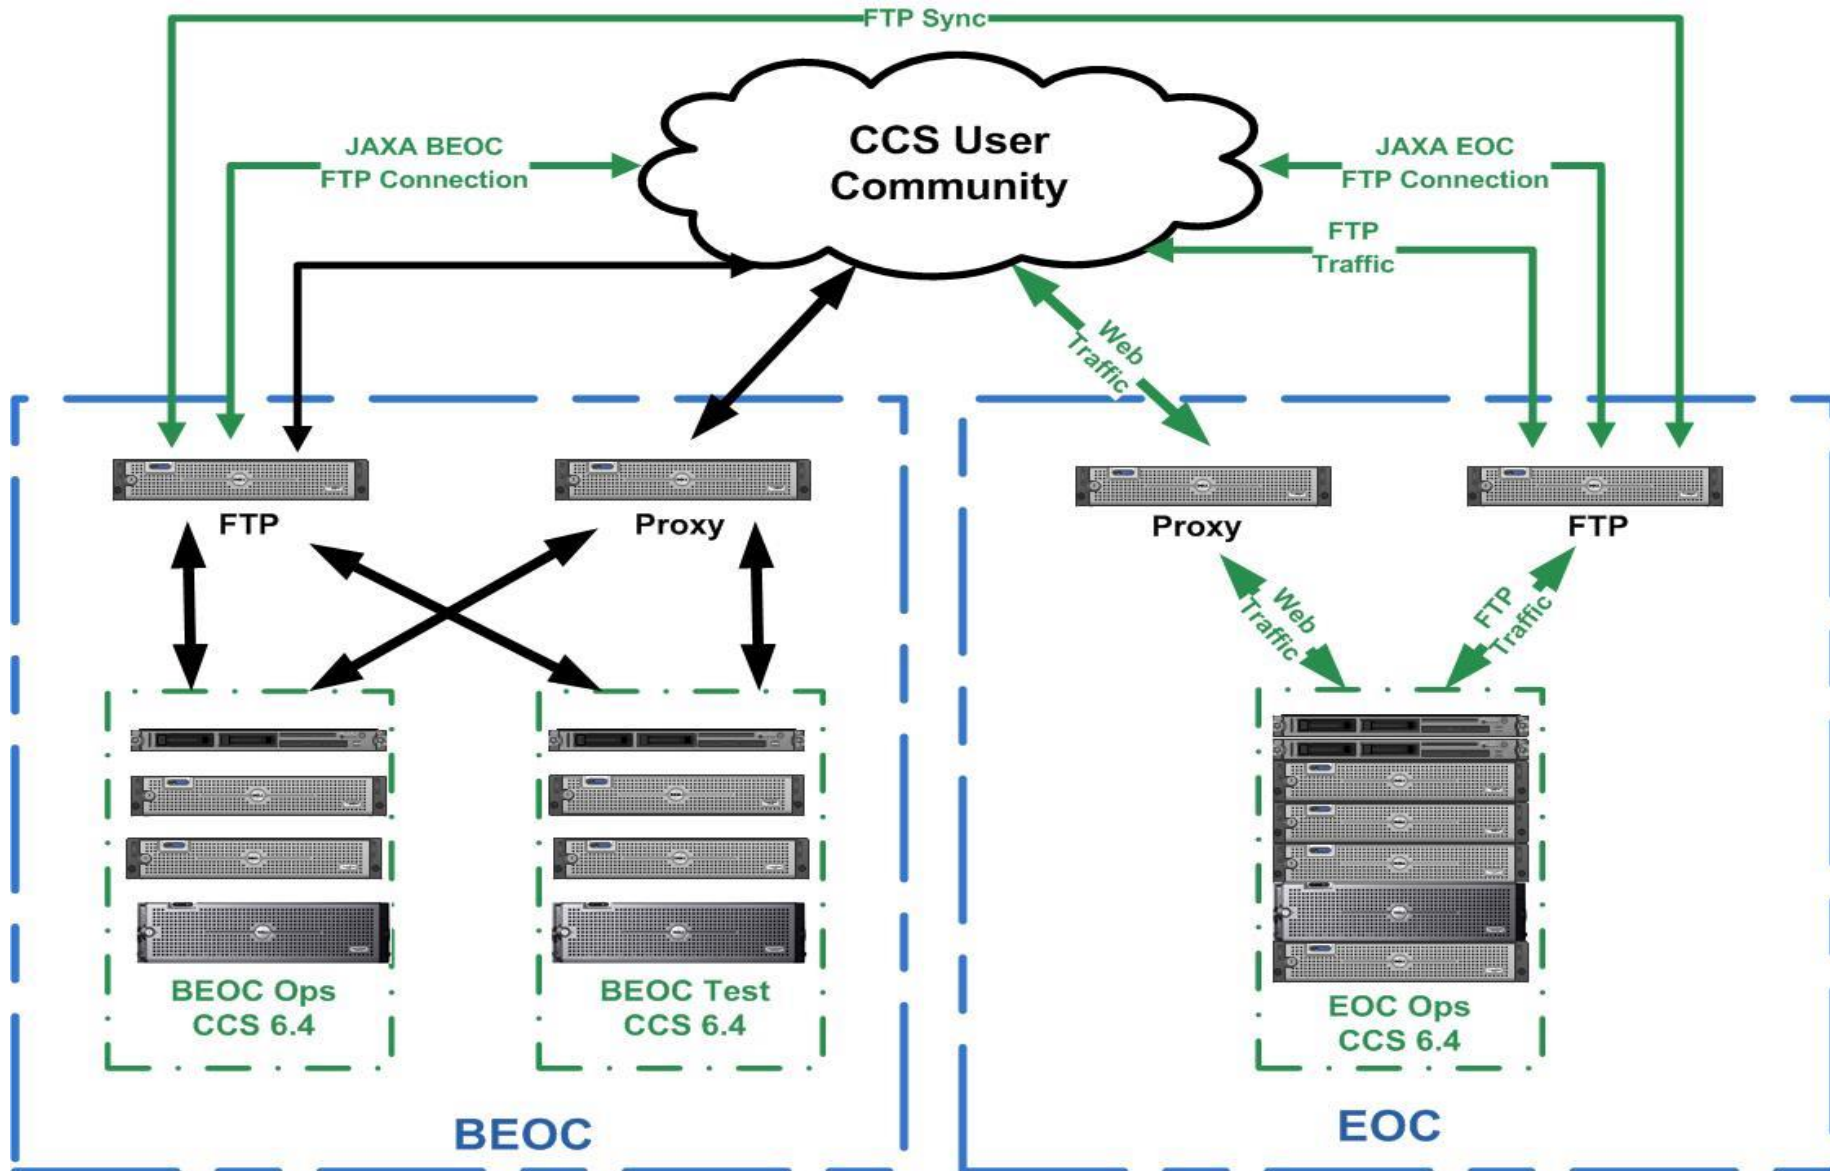 FTP Sync
CCS User
Community
JAXA BEOC
FTP Connection
JAXA EOC
FTP Connection
FTP
Traffic
Web
Traffic
FTP
Proxy
Proxy
FTP
Web
Traffic
FTP
Traffic
BEOC Ops
CCS 6.4
BEOC Test
CCS 6.4
EOC Ops
CCS 6.4
BEOC
EOC